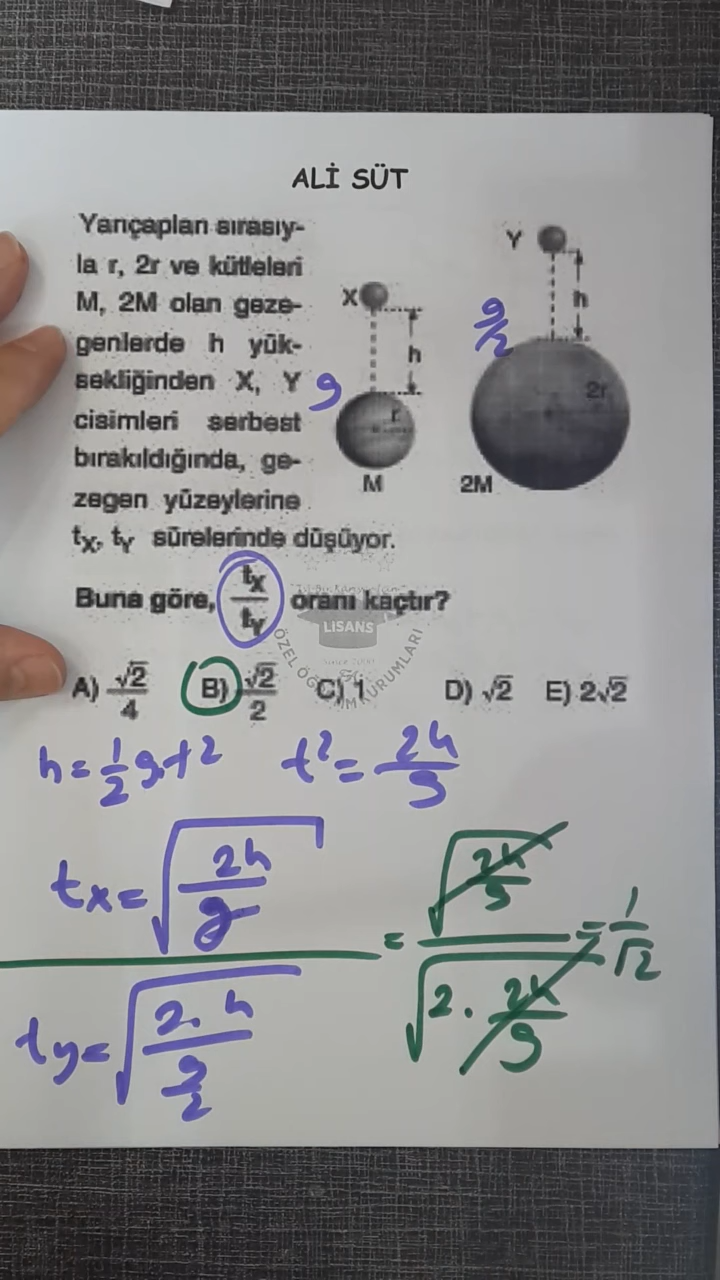 ALİ SÜT
Yarıçapları sırasıy-
la r, 2r ve kütleleri
M, 2M olan geze-
genlerde h yük-
sekliğinden X, Y
cisimleri serbest
bırakıldığında, ge-
zegen yüzeylerine
tX, tY sürelerinde düşüyor.
X
h
r
M
g
Y
h
2r
2M
g/2
Buna göre, tX/tY oranı kaçtır?
LİSANS
ÖZEL ÖĞRETİM KURUMLARI
A) √2/4 B) √2/2 C) 1 D) √2 E) 2√2
h = 1/2 g.t2 t² = 2h/g
tx = √2h/g
ty = √2.h/g/2
= √2h/g / √2.2h/g = 1/√2